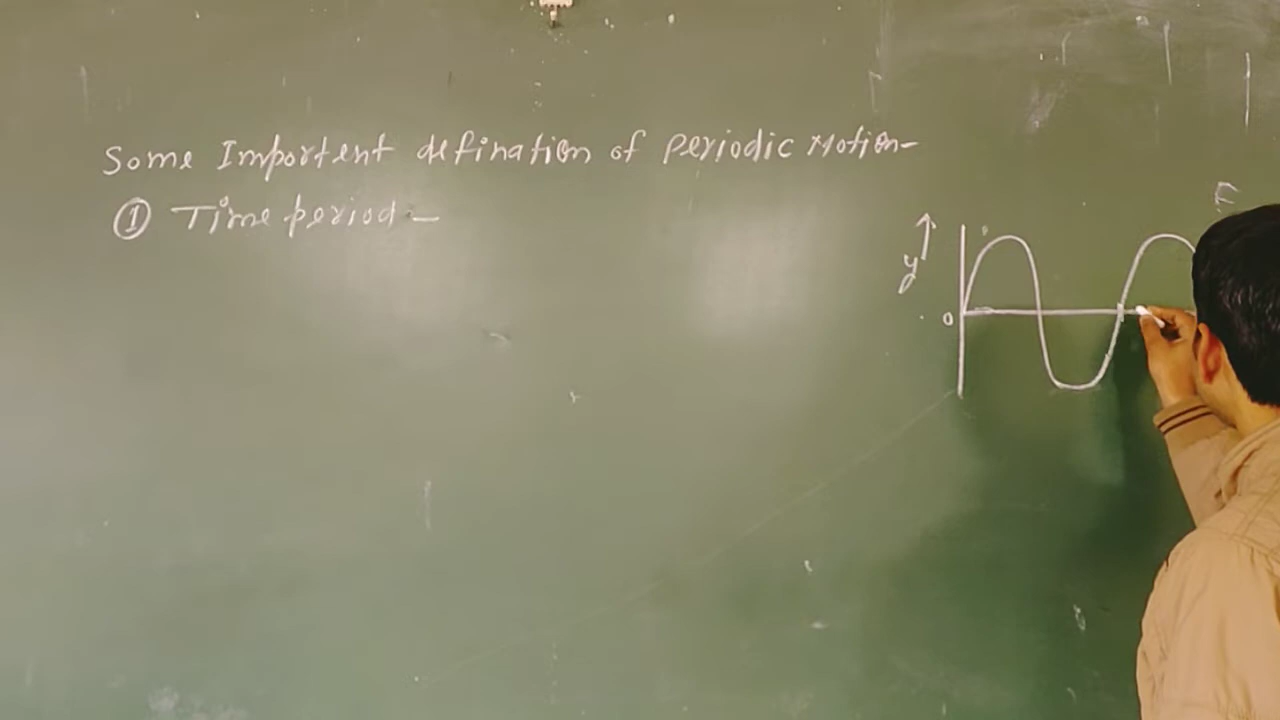 Some Importent defination of periodic Motion-
① Time period -
y
0